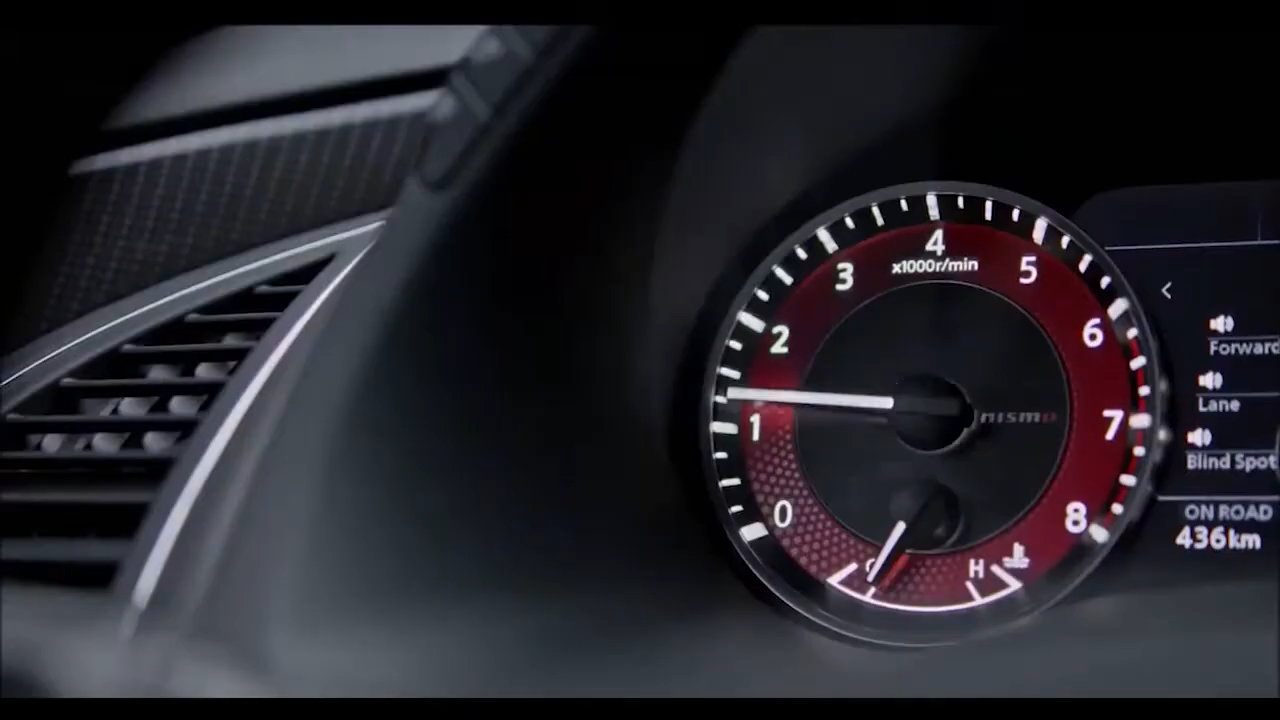 4
3
5
x1000r/min
2
6
1
7
nismo
0
8
C
H
Forward
Lane
Blind Spot
ON ROAD
436km